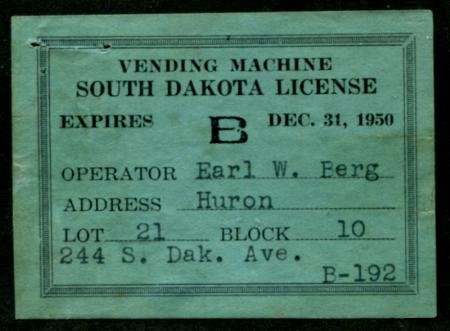 VENDING MACHINE
SOUTH DAKOTA LICENSE
EXPIRES B DEC. 31, 1950
OPERATOR Earl W. Berg
ADDRESS Huron
LOT 21 BLOCK 10
244 S. Dak. Ave.
B-192